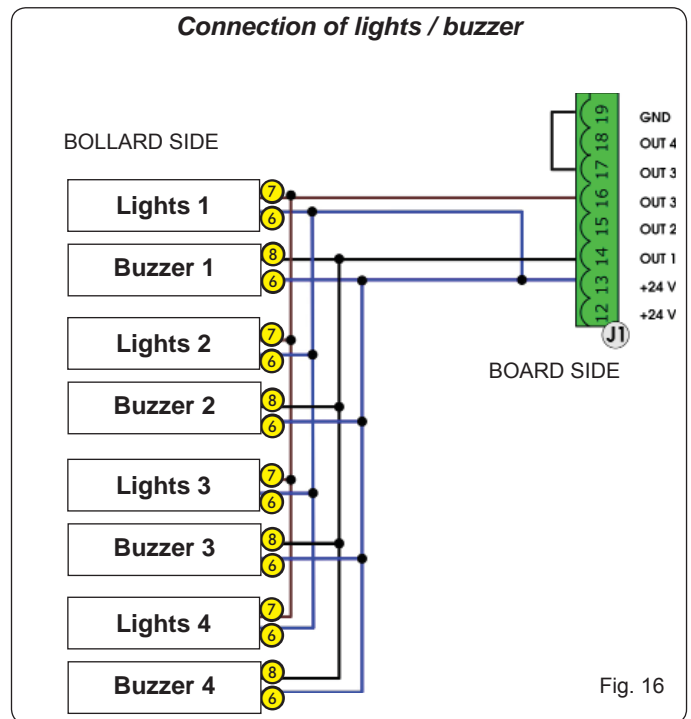 Connection of lights / buzzer
BOLLARD SIDE
Lights 1
7
6
Buzzer 1
8
6
Lights 2
7
6
Buzzer 2
8
6
Lights 3
7
6
Buzzer 3
8
6
Lights 4
7
6
Buzzer 4
8
6
19 GND
18 OUT 4
17 OUT 3
16 OUT 3
15 OUT 2
14 OUT 1
13 +24 V
12 +24 V
J1
BOARD SIDE
Fig. 16